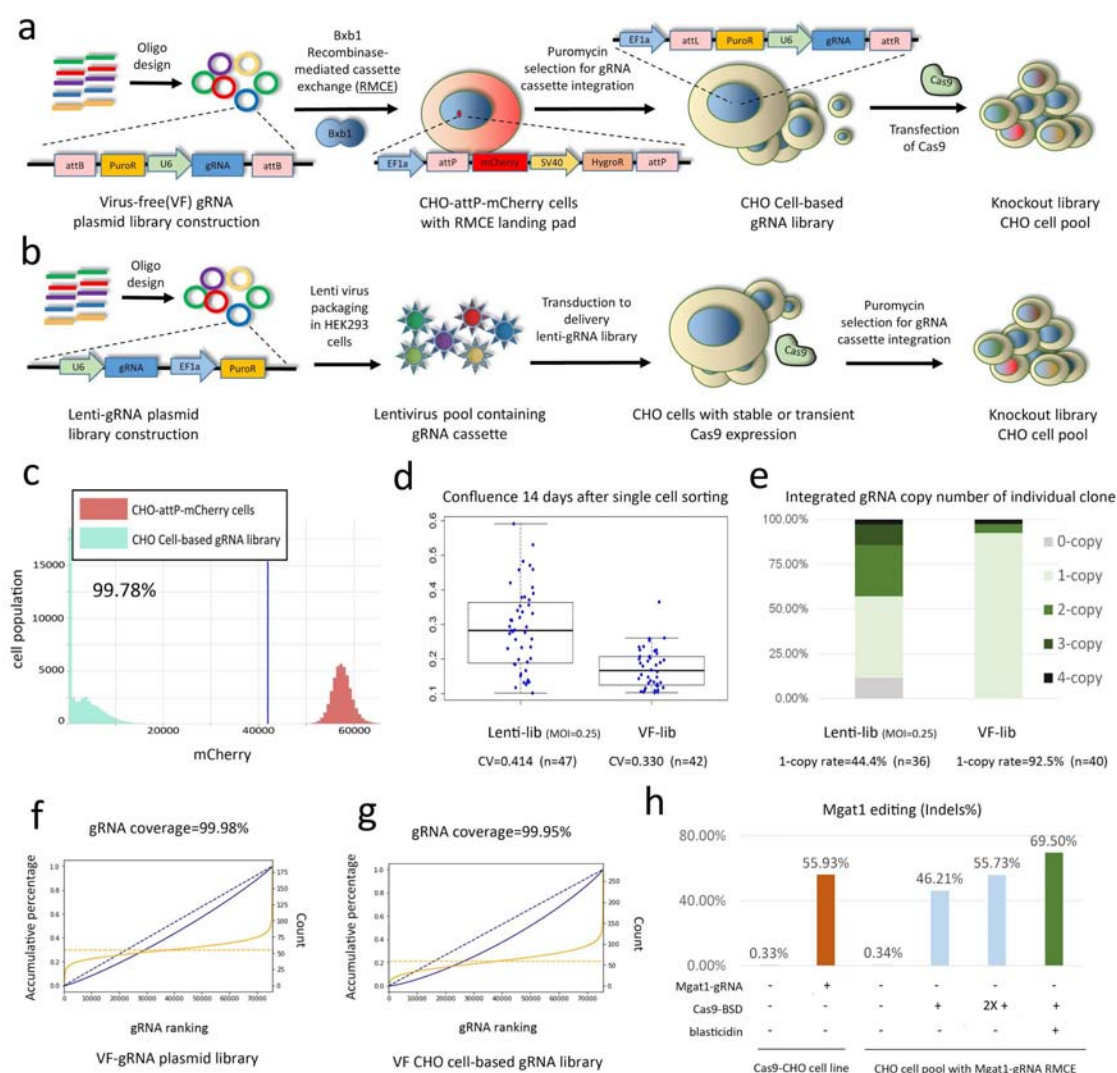 a
Oligo
design
attB PuroR U6 gRNA attB
Virus-free(VF) gRNA
plasmid library construction
Bxb1
Recombinase-
mediated cassette
exchange (RMCE)
Bxb1
EF1a attP mCherry SV40 HygroR attP
CHO-attP-mCherry cells
with RMCE landing pad
Puromycin
selection for gRNA
cassette integration
EF1a attL PuroR U6 gRNA attR
CHO Cell-based
gRNA library
Cas9
Transfection
of Cas9
Knockout library
CHO cell pool
b
Oligo
design
U6 gRNA EF1a PuroR
Lenti-gRNA plasmid
library construction
Lenti virus
packaging
in HEK293
cells
Lentivirus pool containing
gRNA cassette
Transduction to
delivery
lenti-gRNA library
Cas9
CHO cells with stable or transient
Cas9 expression
Puromycin
selection for gRNA
cassette integration
Knockout library
CHO cell pool
c
CHO-attP-mCherry cells
CHO Cell-based gRNA library
99.78%
cell population
15000
10000
5000
0
20000 40000 60000
mCherry
d
Confluence 14 days after single cell sorting
0.6
0.5
0.4
0.3
0.2
0.1
Lenti-lib (MOI=0.25) VF-lib
CV=0.414 (n=47) CV=0.330 (n=42)
e
Integrated gRNA copy number of individual clone
100.00%
75.00%
50.00%
25.00%
0.00%
0-copy
1-copy
2-copy
3-copy
4-copy
Lenti-lib (MOI=0.25) VF-lib
1-copy rate=44.4% (n=36) 1-copy rate=92.5% (n=40)
f
gRNA coverage=99.98%
Accumulative percentage
1.0
0.8
0.6
0.4
0.2
0.0
Count
175
150
125
100
75
50
25
0
0 10000 20000 30000 40000 50000 60000 70000
gRNA ranking
VF-gRNA plasmid library
g
gRNA coverage=99.95%
Accumulative percentage
1.0
0.8
0.6
0.4
0.2
0.0
Count
250
200
150
100
50
0
0 10000 20000 30000 40000 50000 60000 70000
gRNA ranking
VF CHO cell-based gRNA library
h
Mgat1 editing (Indels%)
80.00%
40.00%
0.00%
0.33% 55.93% 0.34% 46.21% 55.73% 69.50%
Mgat1-gRNA - + - - - -
Cas9-BSD - - - + 2X + +
blasticidin - - - - - +
Cas9-CHO cell line CHO cell pool with Mgat1-gRNA RMCE